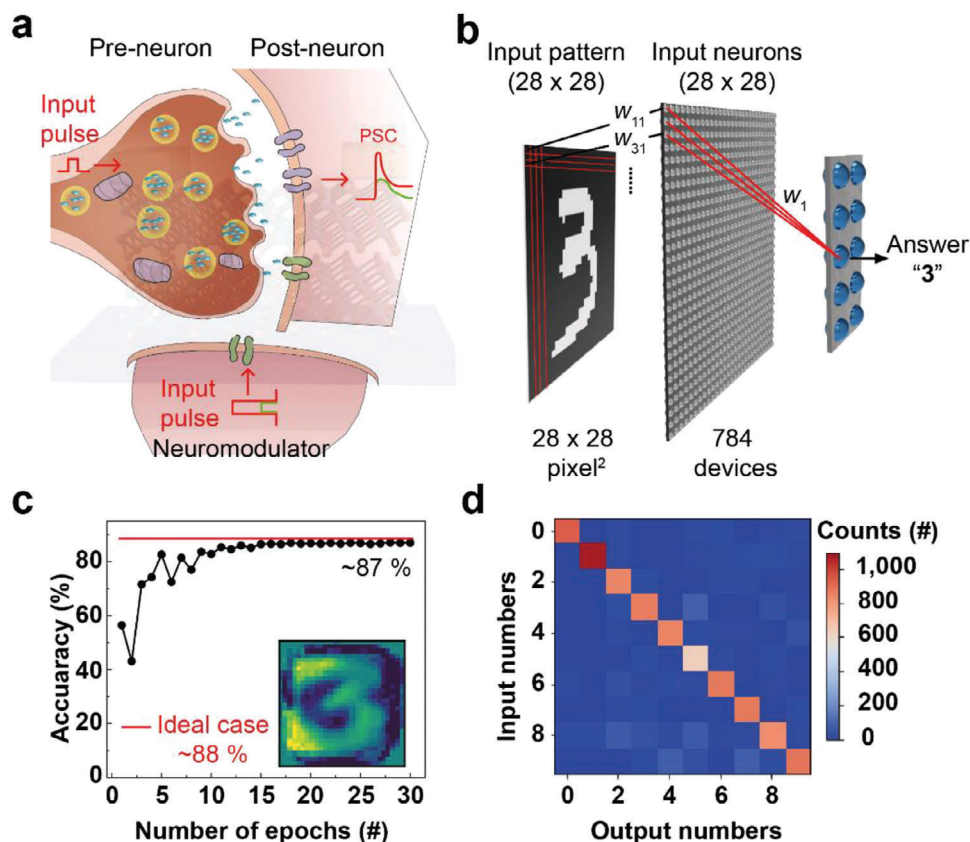 a
Pre-neuron Post-neuron
Input
pulse
PSC
Input
pulse
Neuromodulator
b
Input pattern
(28 x 28)
Input neurons
(28 x 28)
w11
w31
w1
Answer
“3”
28 x 28
pixel²
784
devices
c
Accuaracy (%)
80
60
40
20
0
~87 %
Ideal case
~88 %
0 5 10 15 20 25 30
Number of epochs (#)
d
Input numbers
0
2
4
6
8
0 2 4 6 8
Output numbers
Counts (#)
1,000
800
600
400
200
0